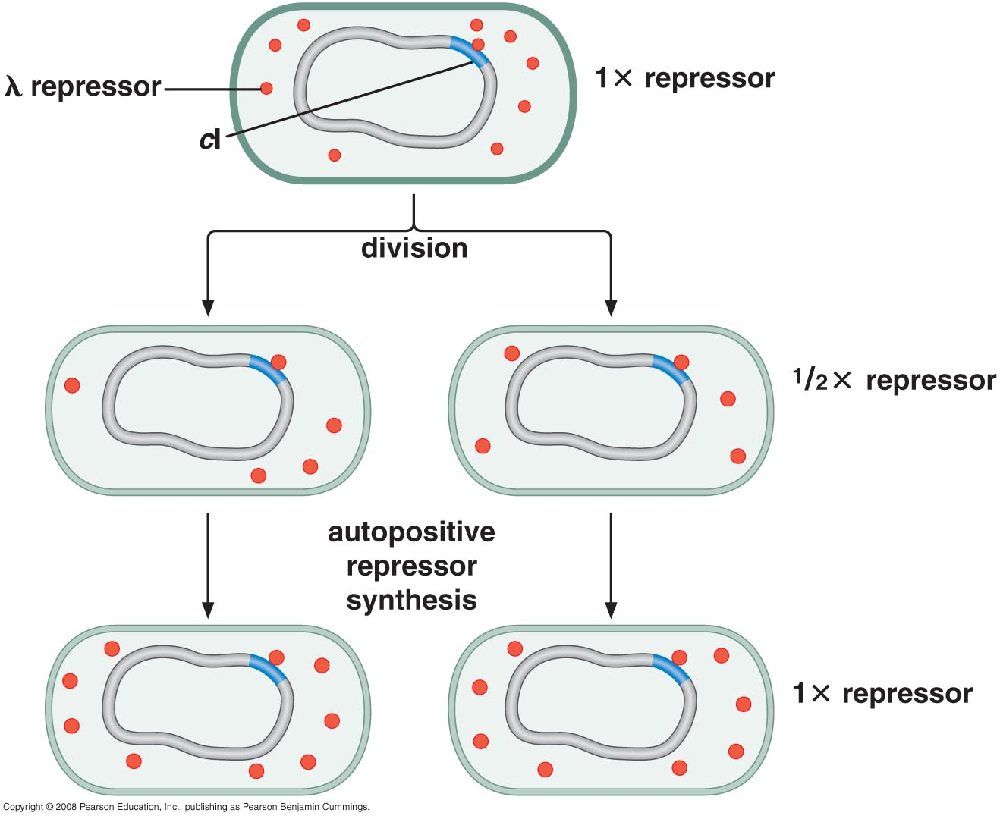 λ repressor
1× repressor
cI
division
1/2× repressor
autopositive
repressor
synthesis
1× repressor
Copyright © 2008 Pearson Education, Inc., publishing as Pearson Benjamin Cummings.